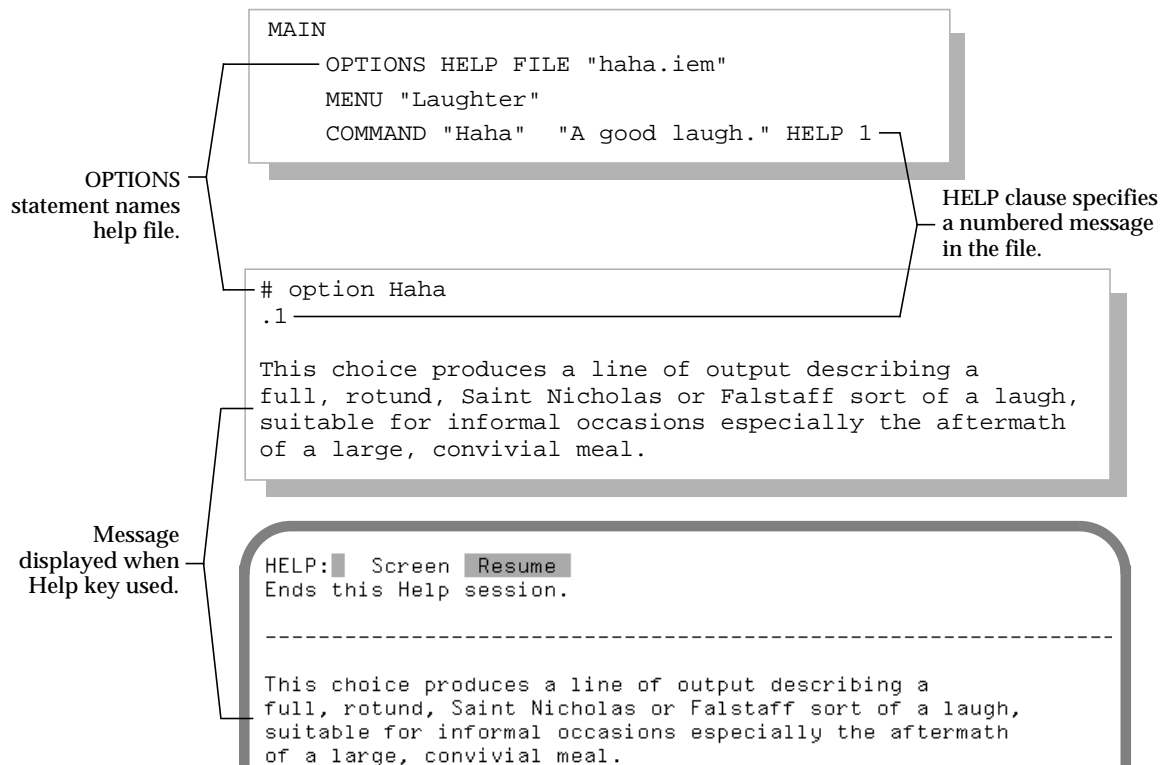 MAIN
OPTIONS HELP FILE "haha.iem"
MENU "Laughter"
COMMAND "Haha" "A good laugh." HELP 1
OPTIONS
statement names
help file.
HELP clause specifies
a numbered message
in the file.
# option Haha
.1
This choice produces a line of output describing a
full, rotund, Saint Nicholas or Falstaff sort of a laugh,
suitable for informal occasions especially the aftermath
of a large, convivial meal.
Message
displayed when
Help key used.
HELP: Screen Resume
Ends this Help session.
----------------------------------------------------------------
This choice produces a line of output describing a
full, rotund, Saint Nicholas or Falstaff sort of a laugh,
suitable for informal occasions especially the aftermath
of a large, convivial meal.